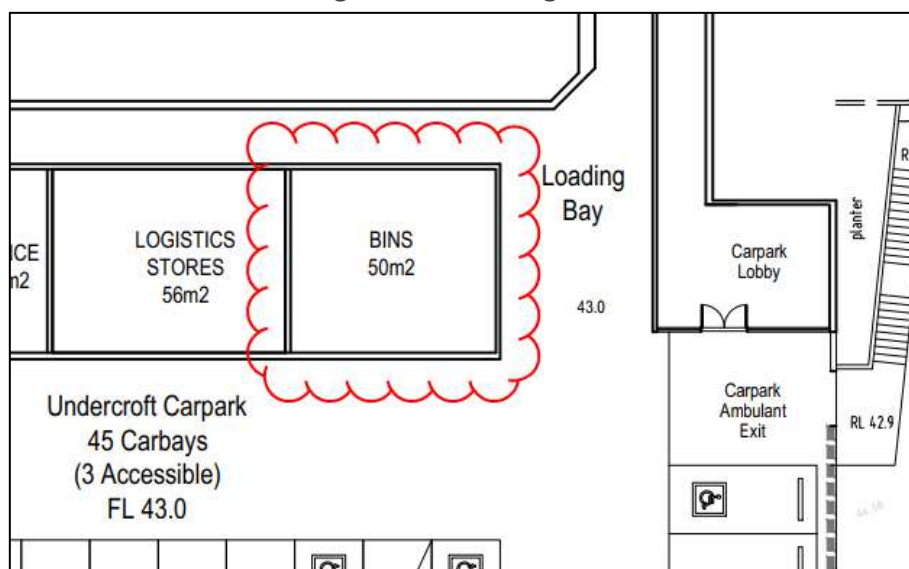 Loading
Bay
LOGISTICS
STORES
56m2
BINS
50m2
ICE
m2
43.0
Carpark
Lobby
planter
R
Undercroft Carpark
45 Carbays
(3 Accessible)
FL 43.0
Carpark
Ambulant
Exit
RL 42.9